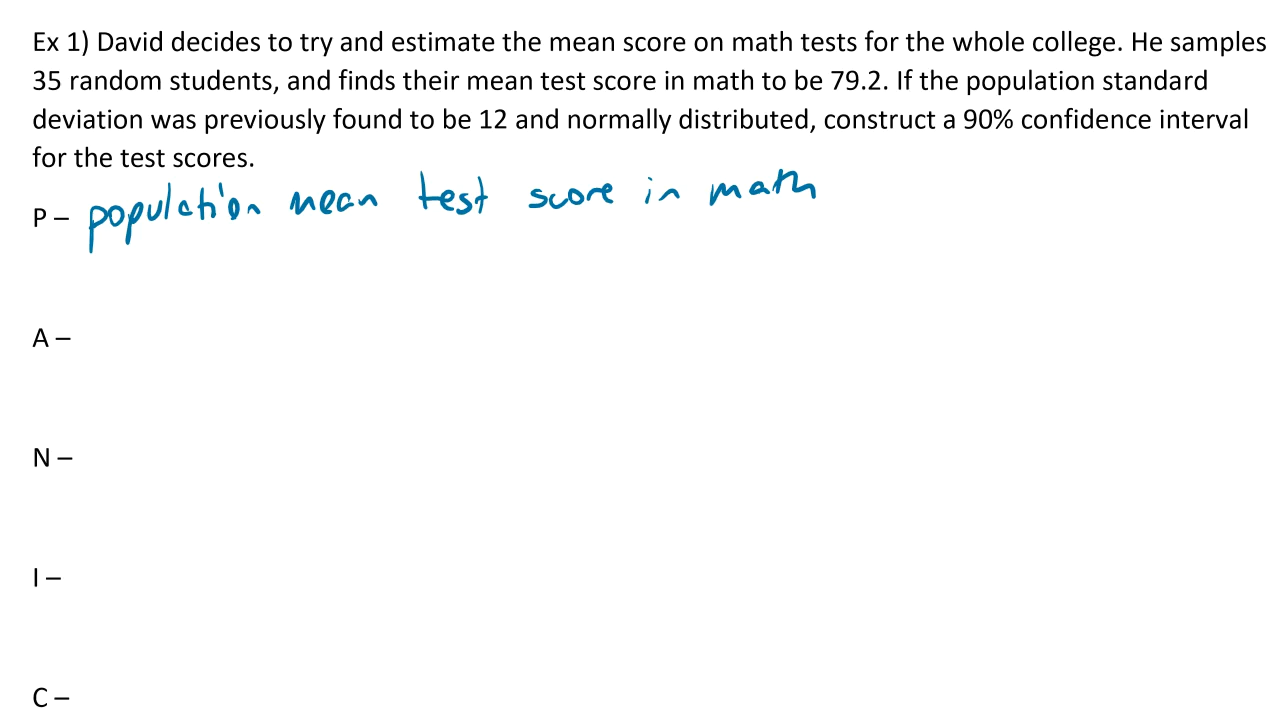 Ex 1) David decides to try and estimate the mean score on math tests for the whole college. He samples
35 random students, and finds their mean test score in math to be 79.2. If the population standard
deviation was previously found to be 12 and normally distributed, construct a 90% confidence interval
for the test scores.
P – population mean test score in math
A –
N –
I –
C –